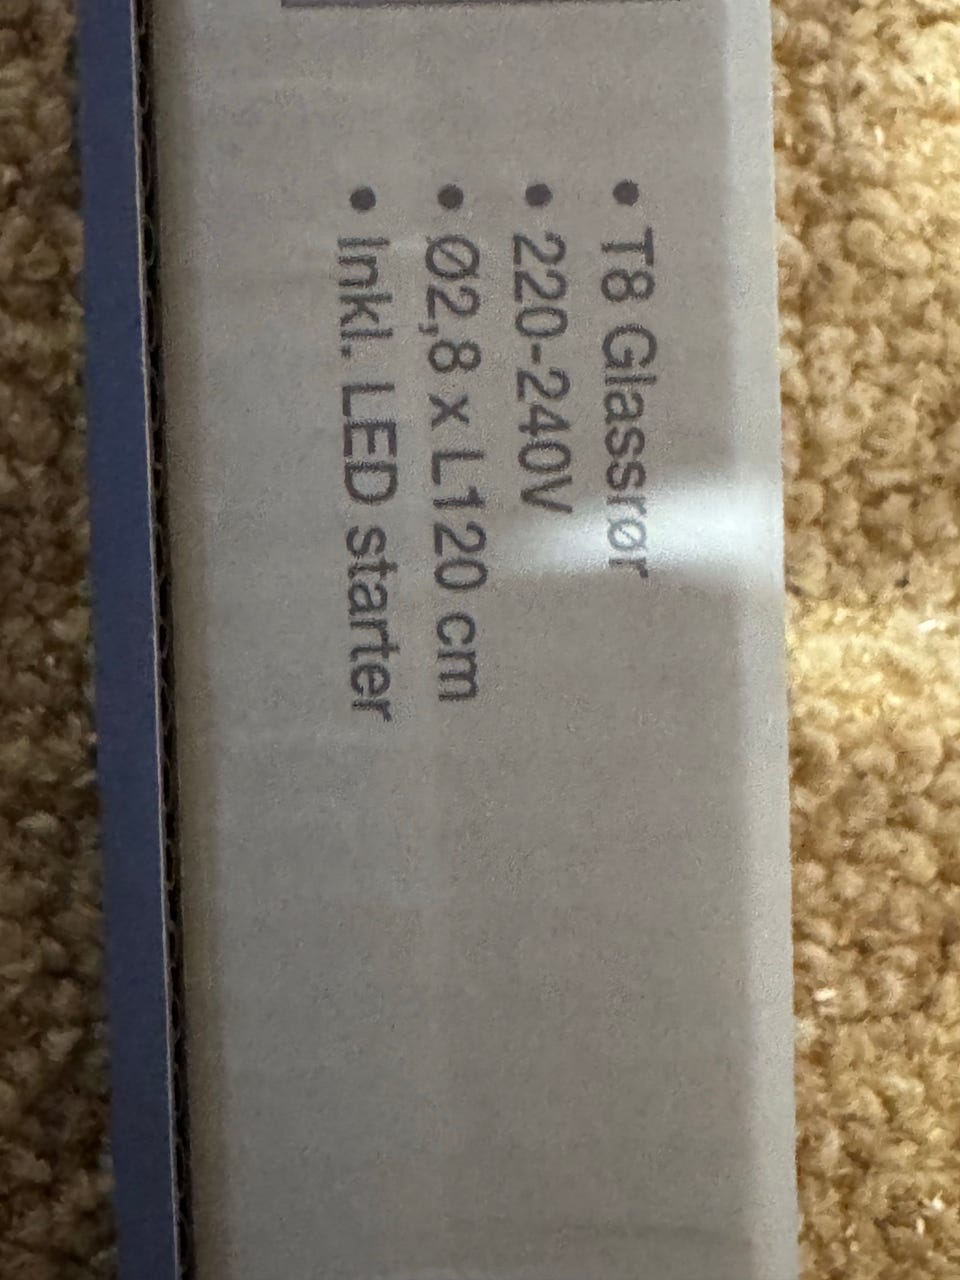 • T8 Glassrør
• 220-240V
• Ø2,8 x L120 cm
• Inkl. LED starter